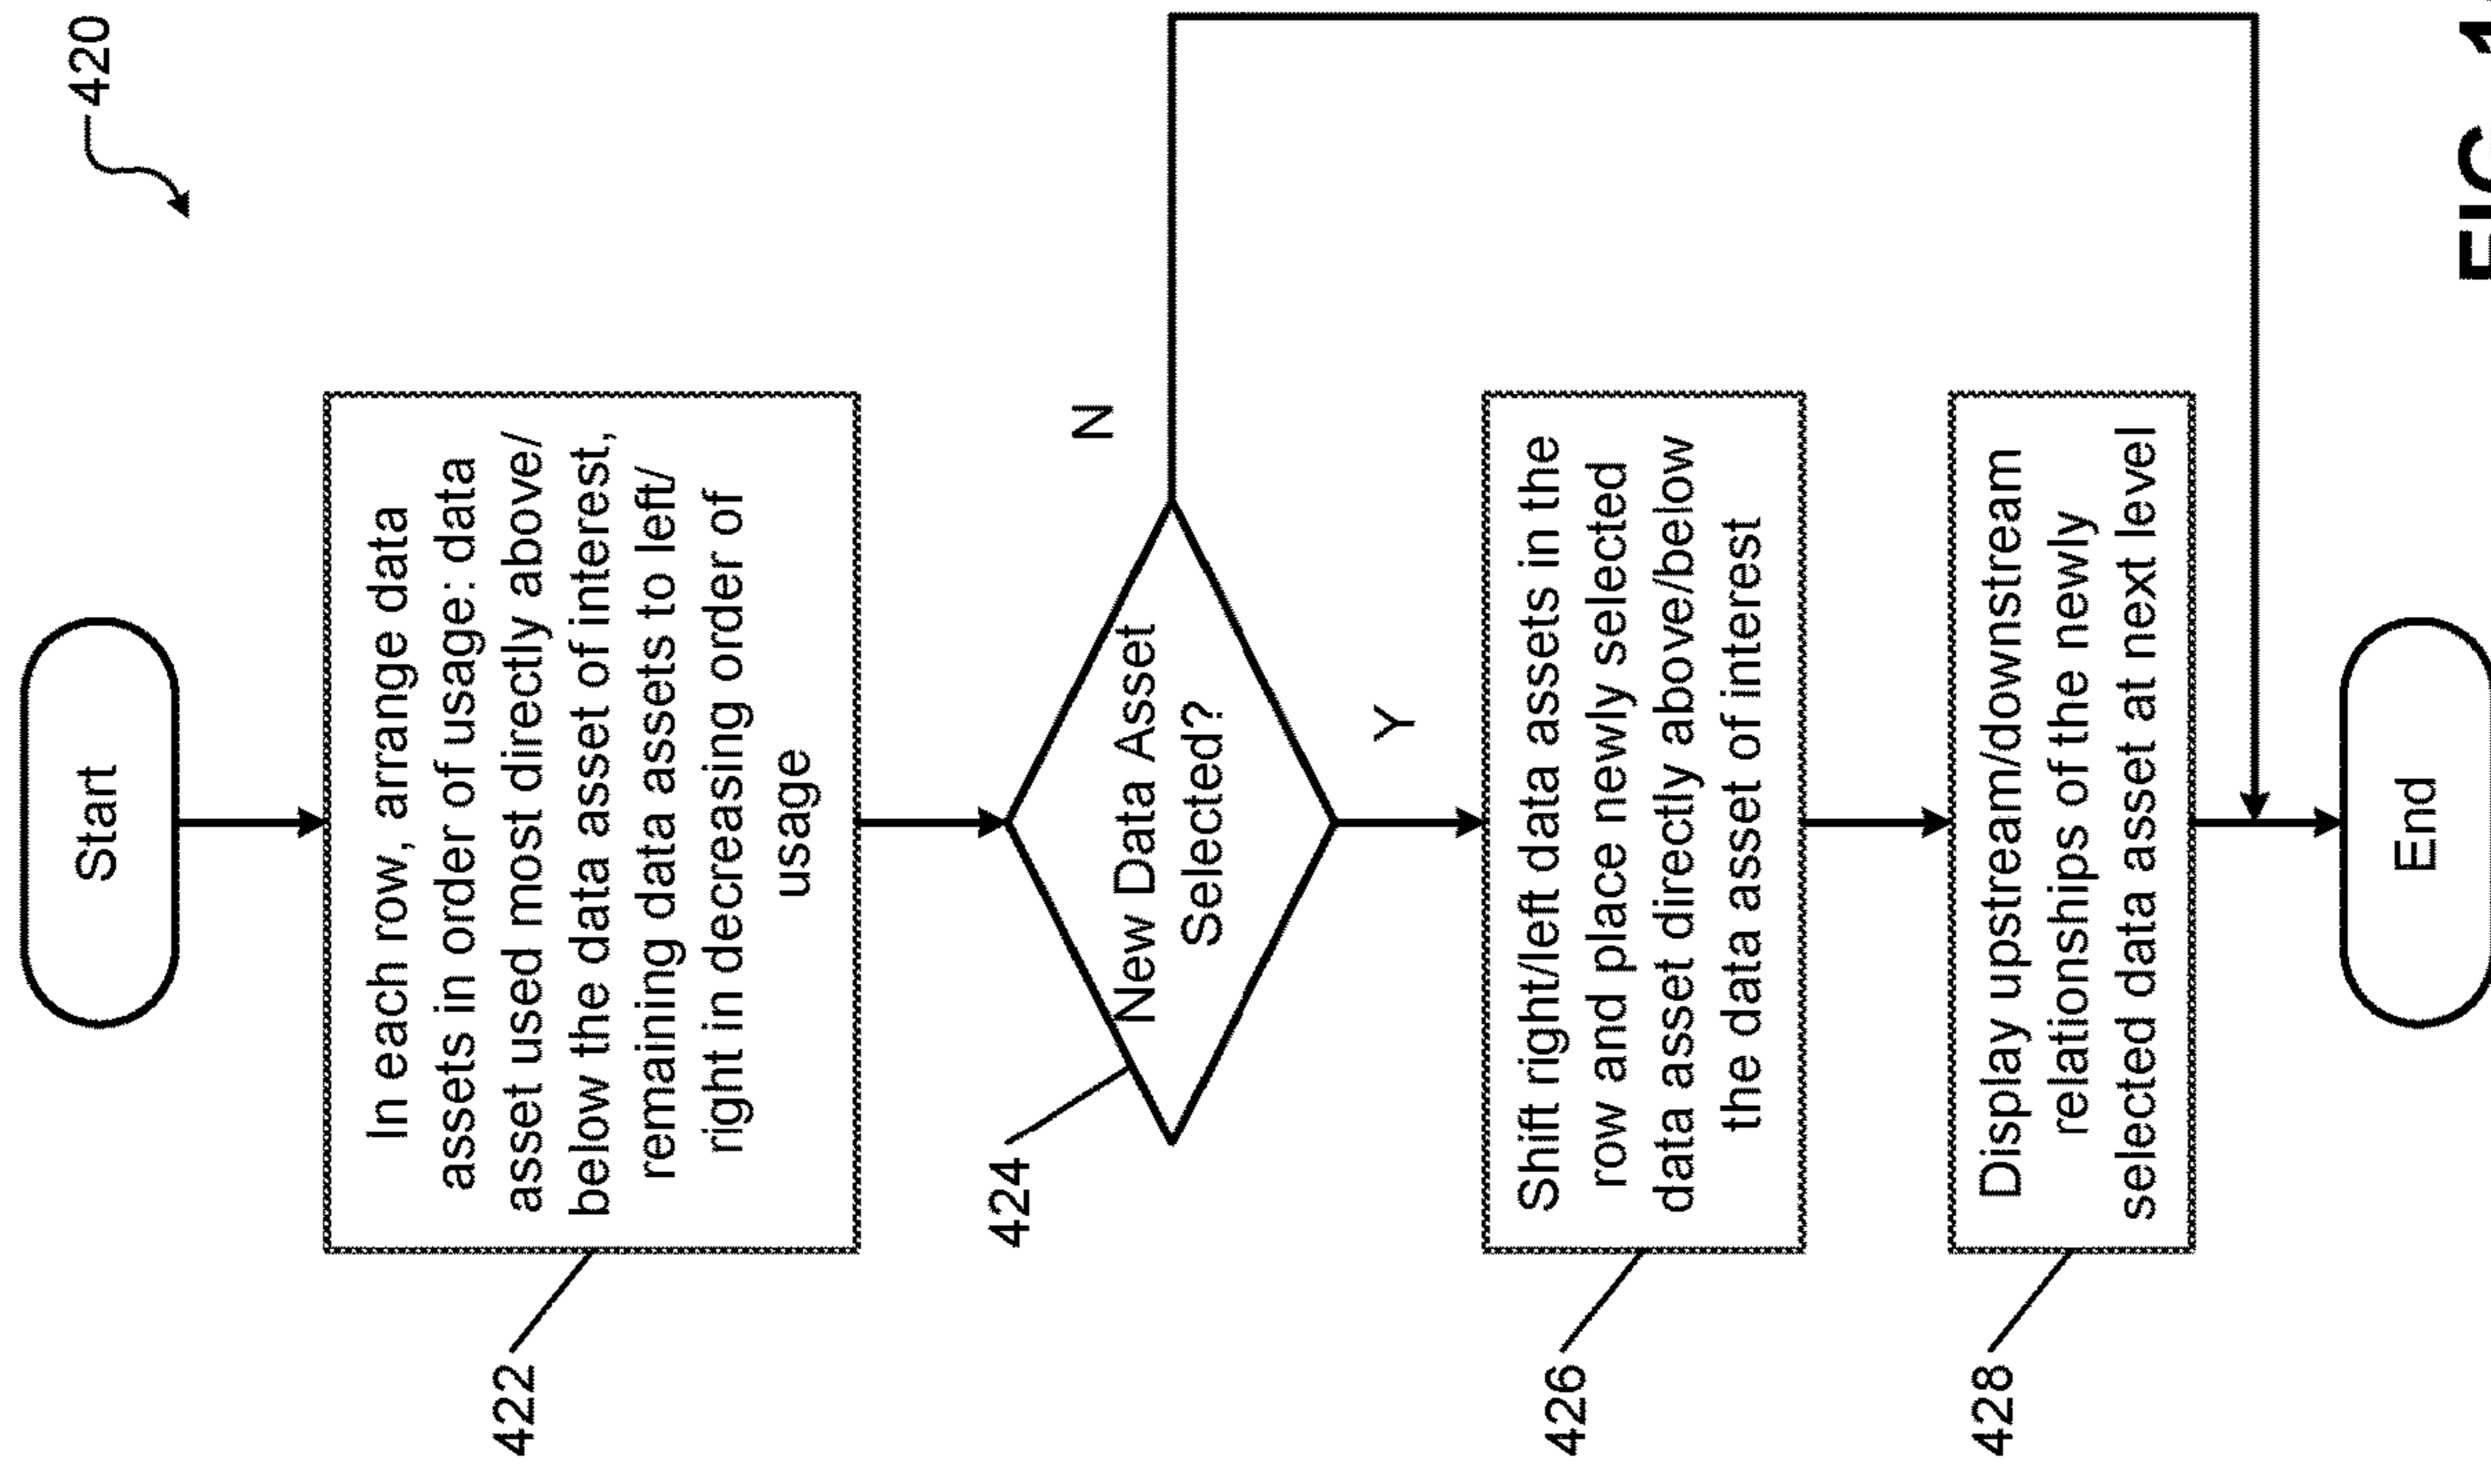 420
Start
In each row, arrange data
assets in order of usage: data
asset used most directly above/
below the data asset of interest,
remaining data assets to left/
right in decreasing order of
usage
422
New Data Asset
Selected?
424
N
Y
Shift right/left data assets in the
row and place newly selected
data asset directly above/below
the data asset of interest
426
Display upstream/downstream
relationships of the newly
selected data asset at next level
428
End